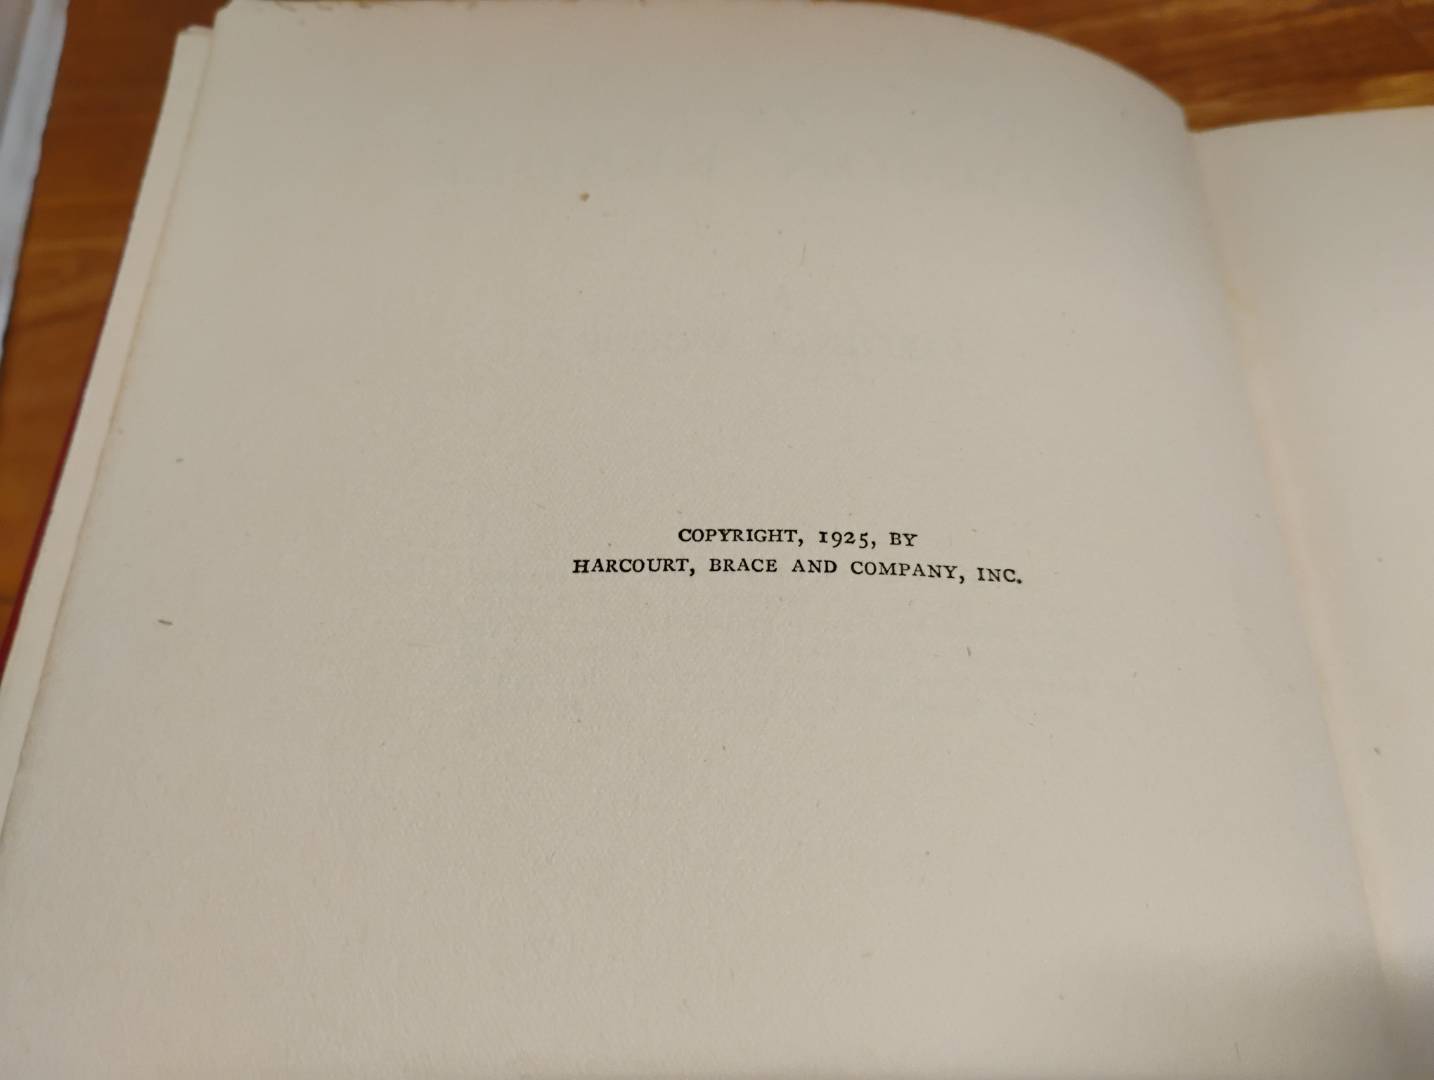 COPYRIGHT, 1925, BY
HARCOURT, BRACE AND COMPANY, INC.